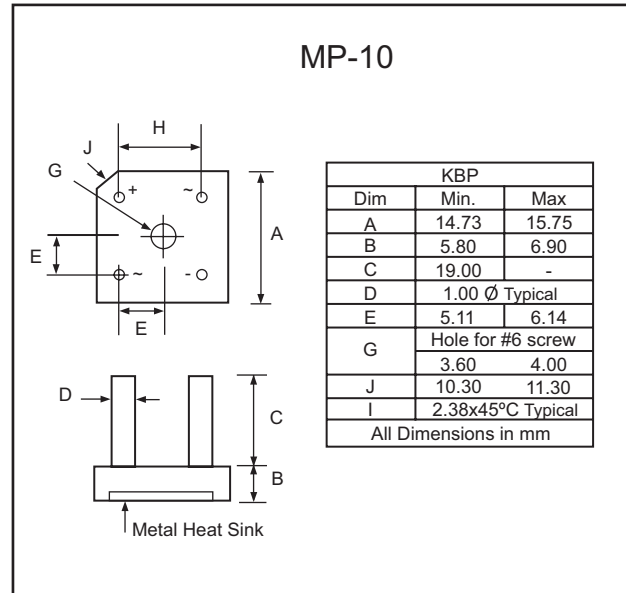 MP-10
H
J
G
+ ~
A
E
~ -
E
D
C
B
Metal Heat Sink
KBP
Dim Min. Max
A 14.73 15.75
B 5.80 6.90
C 19.00 -
D 1.00 Ø Typical
E 5.11 6.14
G Hole for #6 screw
3.60 4.00
J 10.30 11.30
I 2.38x45ºC Typical
All Dimensions in mm